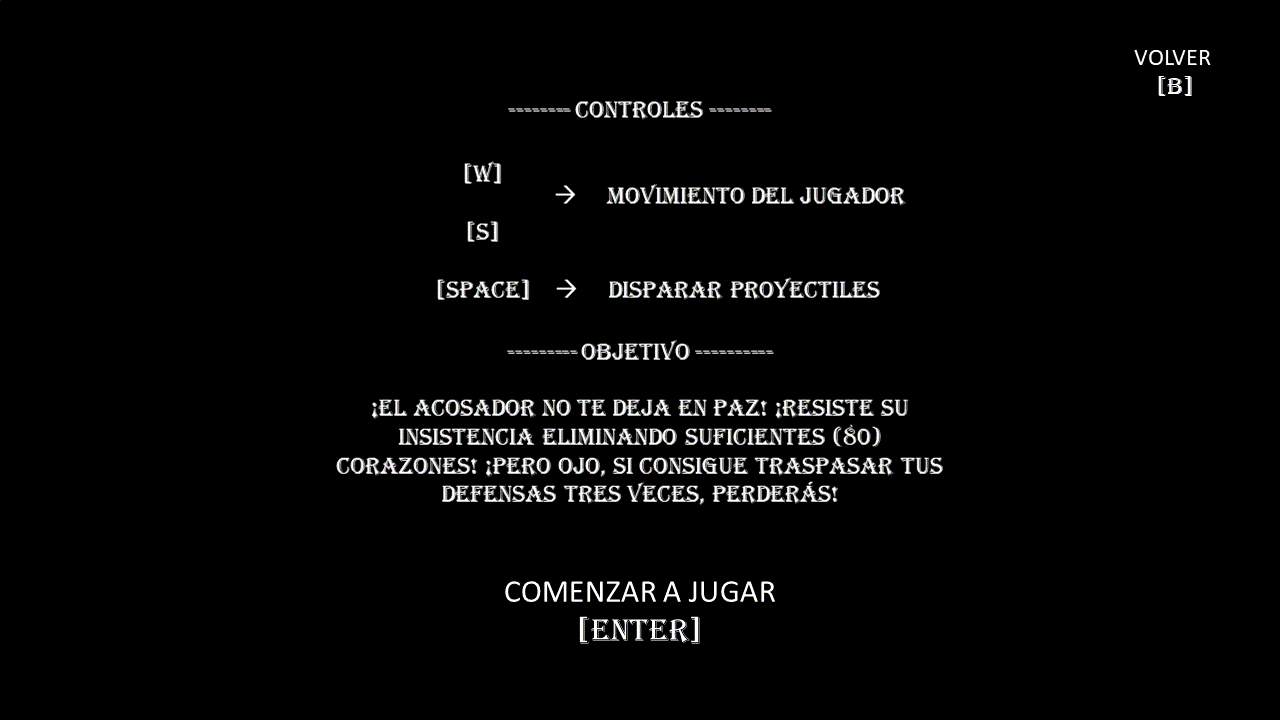 VOLVER
[B]
-------- CONTROLES --------
[W]
→ MOVIMIENTO DEL JUGADOR
[S]
[SPACE] → DISPARAR PROYECTILES
--------- OBJETIVO ----------
¡EL ACOSADOR NO TE DEJA EN PAZ! ¡RESISTE SU
INSISTENCIA ELIMINANDO SUFICIENTES (80)
CORAZONES! ¡PERO OJO, SI CONSIGUE TRASPASAR TUS
DEFENSAS TRES VECES, PERDERÁS!
COMENZAR A JUGAR
[ENTER]